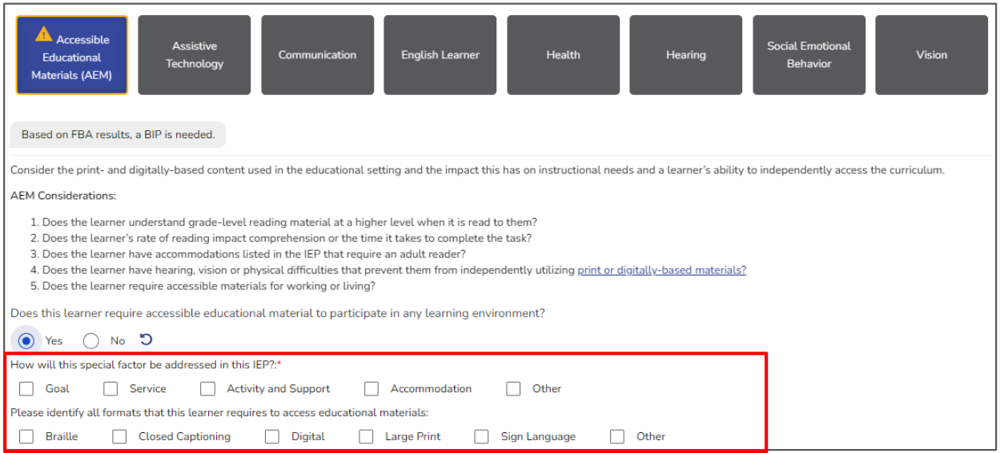 Accessible
Educational
Materials (AEM)
Assistive
Technology
Communication
English Learner
Health
Hearing
Social Emotional
Behavior
Vision
Based on FBA results, a BIP is needed.
Consider the print- and digitally-based content used in the educational setting and the impact this has on instructional needs and a learner's ability to independently access the curriculum.
AEM Considerations:
1. Does the learner understand grade-level reading material at a higher level when it is read to them?
2. Does the learner's rate of reading impact comprehension or the time it takes to complete the task?
3. Does the learner have accommodations listed in the IEP that require an adult reader?
4. Does the learner have hearing, vision or physical difficulties that prevent them from independently utilizing print or digitally-based materials?
5. Does the learner require accessible materials for working or living?
Does this learner require accessible educational material to participate in any learning environment?
Yes No
How will this special factor be addressed in this IEP?:*
Goal Service Activity and Support Accommodation Other
Please identify all formats that this learner requires to access educational materials:
Braille Closed Captioning Digital Large Print Sign Language Other